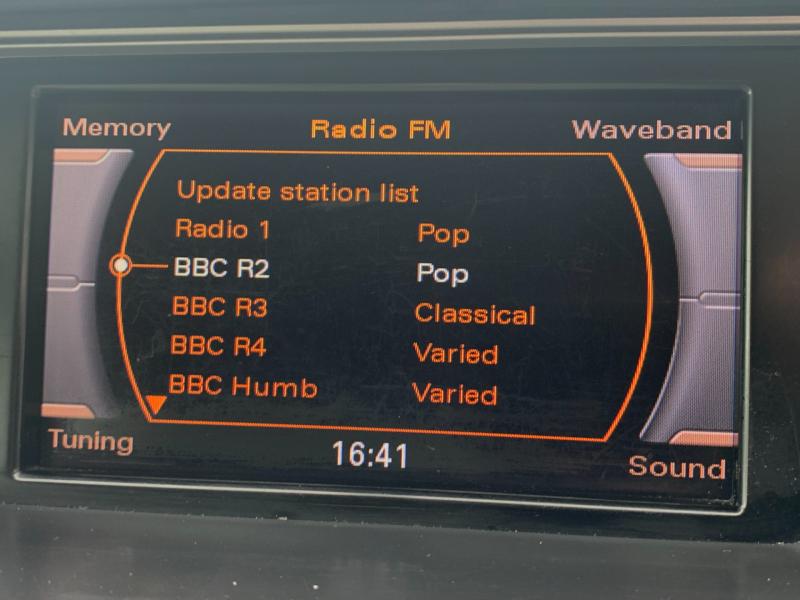 Memory Radio FM Waveband
Update station list
Radio 1 Pop
BBC R2 Pop
BBC R3 Classical
BBC R4 Varied
BBC Humb Varied
Tuning 16:41 Sound